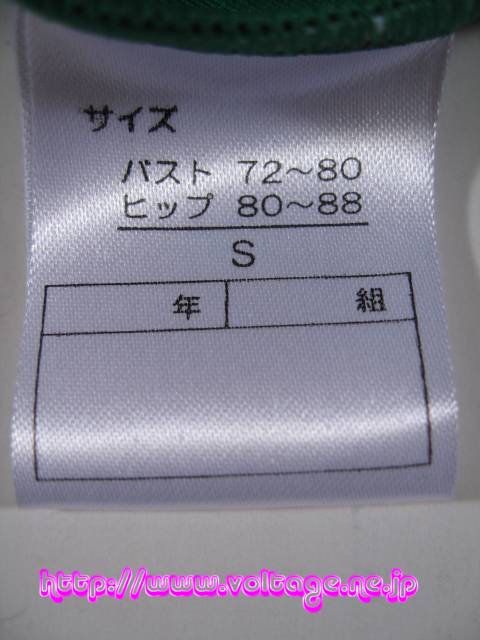 サイズ
バスト 72～80
ヒップ 80～88
S
年 組
http://www.voltage.ne.jp